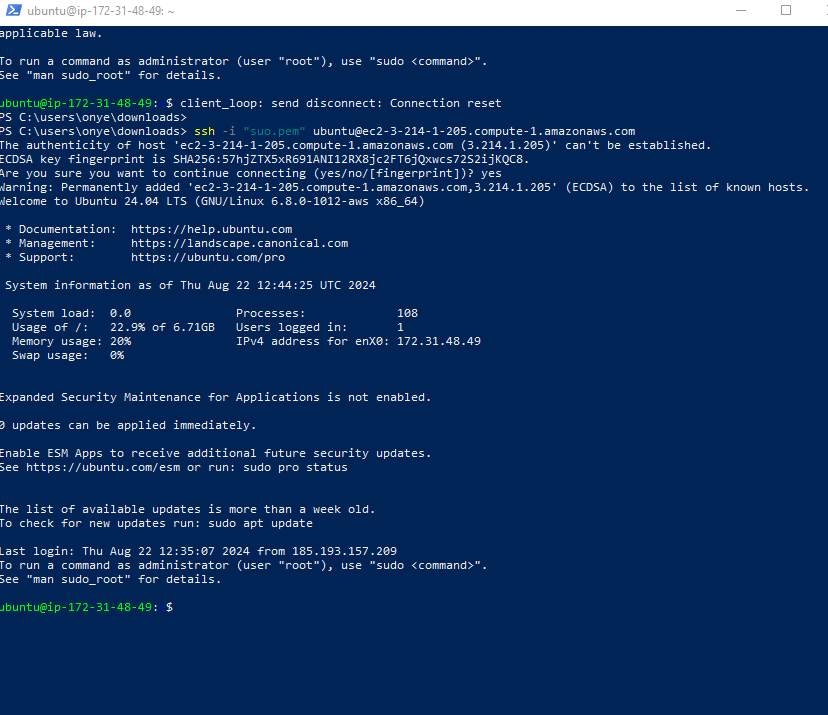 ubuntu@ip-172-31-48-49: ~
applicable law.
To run a command as administrator (user "root"), use "sudo <command>".
See "man sudo_root" for details.
ubuntu@ip-172-31-48-49: $ client_loop: send disconnect: Connection reset
PS C:\users\onye\downloads>
PS C:\users\onye\downloads> ssh -i "suo.pem" ubuntu@ec2-3-214-1-205.compute-1.amazonaws.com
The authenticity of host 'ec2-3-214-1-205.compute-1.amazonaws.com (3.214.1.205)' can't be established.
ECDSA key fingerprint is SHA256:57hjZTX5xR691ANI12RX8jc2FT6jQxwcs72S2ijKQC8.
Are you sure you want to continue connecting (yes/no/[fingerprint])? yes
Warning: Permanently added 'ec2-3-214-1-205.compute-1.amazonaws.com,3.214.1.205' (ECDSA) to the list of known hosts.
Welcome to Ubuntu 24.04 LTS (GNU/Linux 6.8.0-1012-aws x86_64)
* Documentation:  https://help.ubuntu.com
* Management:     https://landscape.canonical.com
* Support:        https://ubuntu.com/pro
System information as of Thu Aug 22 12:44:25 UTC 2024
System load:  0.0               Processes:             108
Usage of /:   22.9% of 6.71GB   Users logged in:       1
Memory usage: 20%               IPv4 address for enX0: 172.31.48.49
Swap usage:   0%
Expanded Security Maintenance for Applications is not enabled.
0 updates can be applied immediately.
Enable ESM Apps to receive additional future security updates.
See https://ubuntu.com/esm or run: sudo pro status
The list of available updates is more than a week old.
To check for new updates run: sudo apt update
Last login: Thu Aug 22 12:35:07 2024 from 185.193.157.209
To run a command as administrator (user "root"), use "sudo <command>".
See "man sudo_root" for details.
ubuntu@ip-172-31-48-49: $